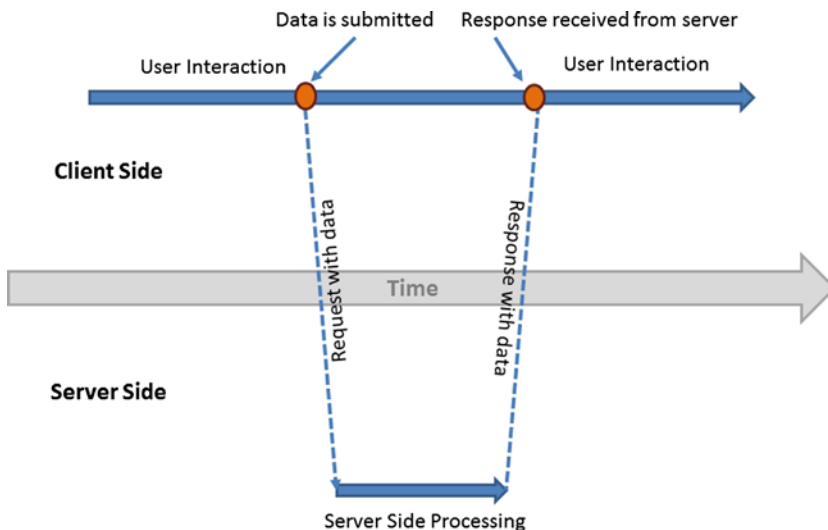 Data is submitted
Response received from server
User Interaction
User Interaction
Client Side
Request with data
Response with data
Time
Server Side
Server Side Processing